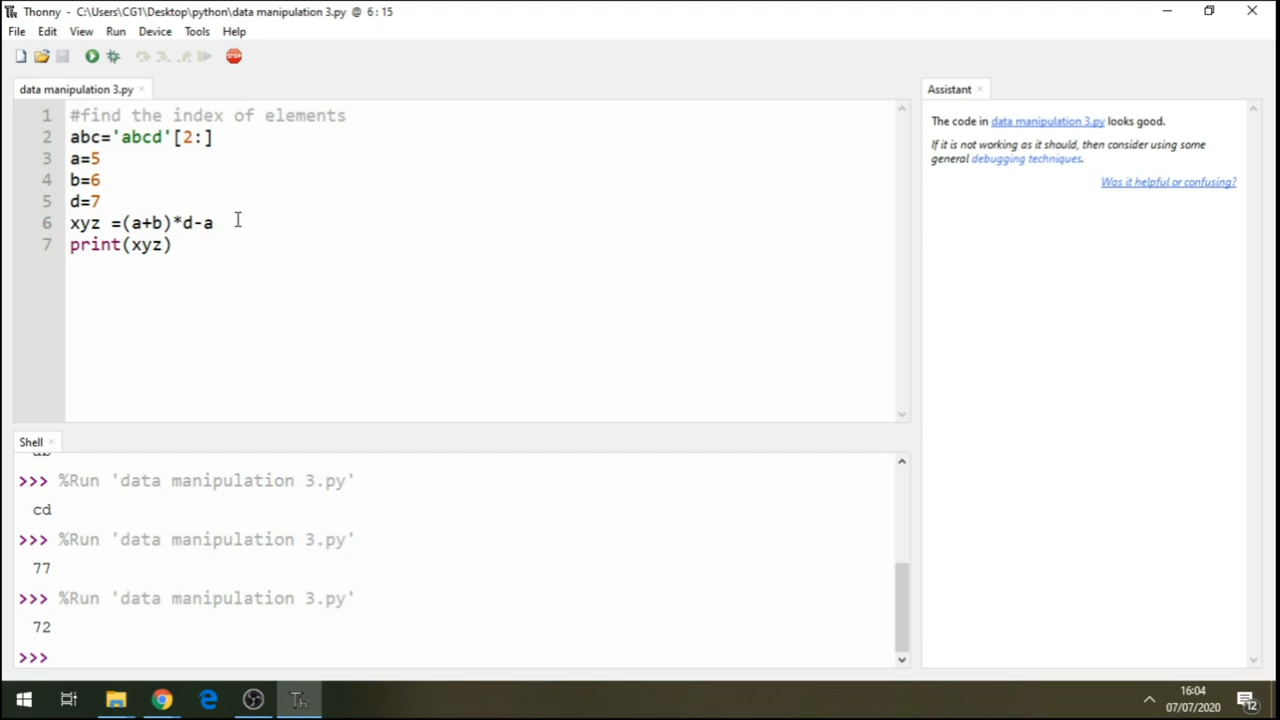 Thonny - C:\Users\CG1\Desktop\python\data manipulation 3.py @ 6 : 15
File Edit View Run Device Tools Help
STOP
data manipulation 3.py ×
1 #find the index of elements
2 abc='abcd'[2:]
3 a=5
4 b=6
5 d=7
6 xyz =(a+b)*d-a
7 print(xyz)
Assistant ×
The code in data manipulation 3.py looks good.
If it is not working as it should, then consider using some
general debugging techniques.
Was it helpful or confusing?
Shell ×
>>> %Run 'data manipulation 3.py'
cd
>>> %Run 'data manipulation 3.py'
77
>>> %Run 'data manipulation 3.py'
72
>>>
16:04
07/07/2020
12